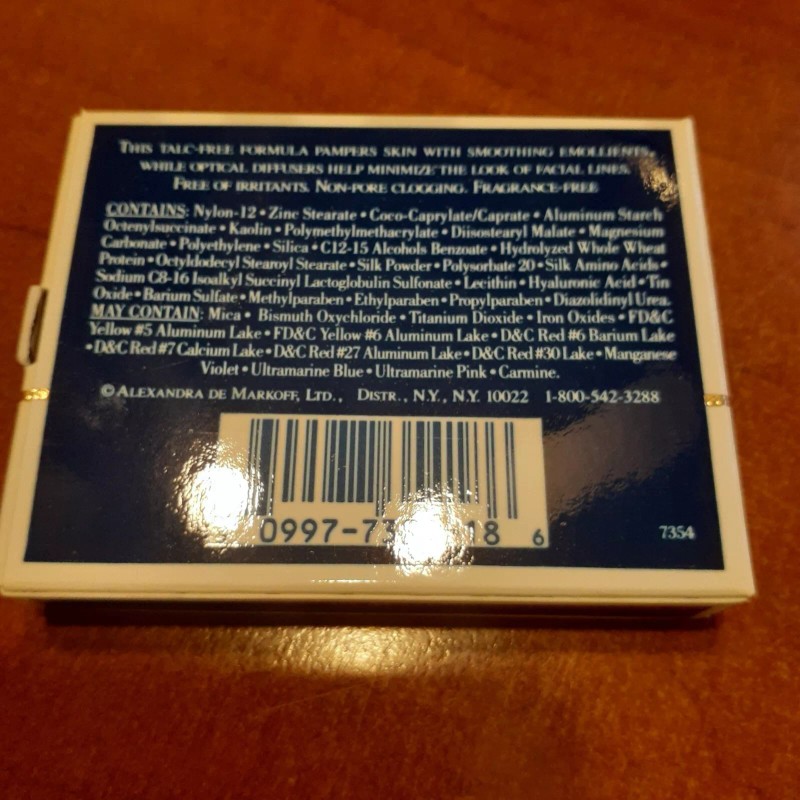 THIS TALC-FREE FORMULA PAMPERS SKIN WITH SMOOTHING EMOLLIENTS,
WHILE OPTICAL DIFFUSERS HELP MINIMIZE THE LOOK OF FACIAL LINES.
FREE OF IRRITANTS. NON-PORE CLOGGING. FRAGRANCE-FREE
CONTAINS: Nylon-12 • Zinc Stearate • Coco-Caprylate/Caprate • Aluminum Starch
Octenylsuccinate • Kaolin • Polymethylmethacrylate • Diisostearyl Malate • Magnesium
Carbonate • Polyethylene • Silica • C12-15 Alcohols Benzoate • Hydrolyzed Whole Wheat
Protein • Octyldodecyl Stearoyl Stearate • Silk Powder • Polysorbate 20 • Silk Amino Acids •
Sodium C8-16 Isoalkyl Succinyl Lactoglobulin Sulfonate • Lecithin • Hyaluronic Acid • Tin
Oxide • Barium Sulfate • Methylparaben • Ethylparaben • Propylparaben • Diazolidinyl Urea.
MAY CONTAIN: Mica • Bismuth Oxychloride • Titanium Dioxide • Iron Oxides • FD&C
Yellow #5 Aluminum Lake • FD&C Yellow #6 Aluminum Lake • D&C Red #6 Barium Lake
• D&C Red #7 Calcium Lake • D&C Red #27 Aluminum Lake • D&C Red #30 Lake • Manganese
Violet • Ultramarine Blue • Ultramarine Pink • Carmine.
© ALEXANDRA DE MARKOFF, LTD., DISTR., N.Y., N.Y. 10022 1-800-542-3288
0997-73 18 6
7354